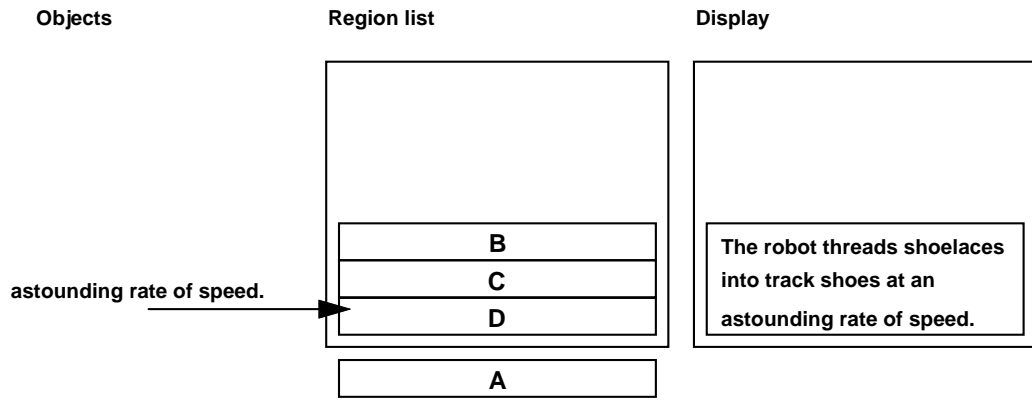 Objects
Region list
Display
B
C
D
A
astounding rate of speed.
The robot threads shoelaces
into track shoes at an
astounding rate of speed.